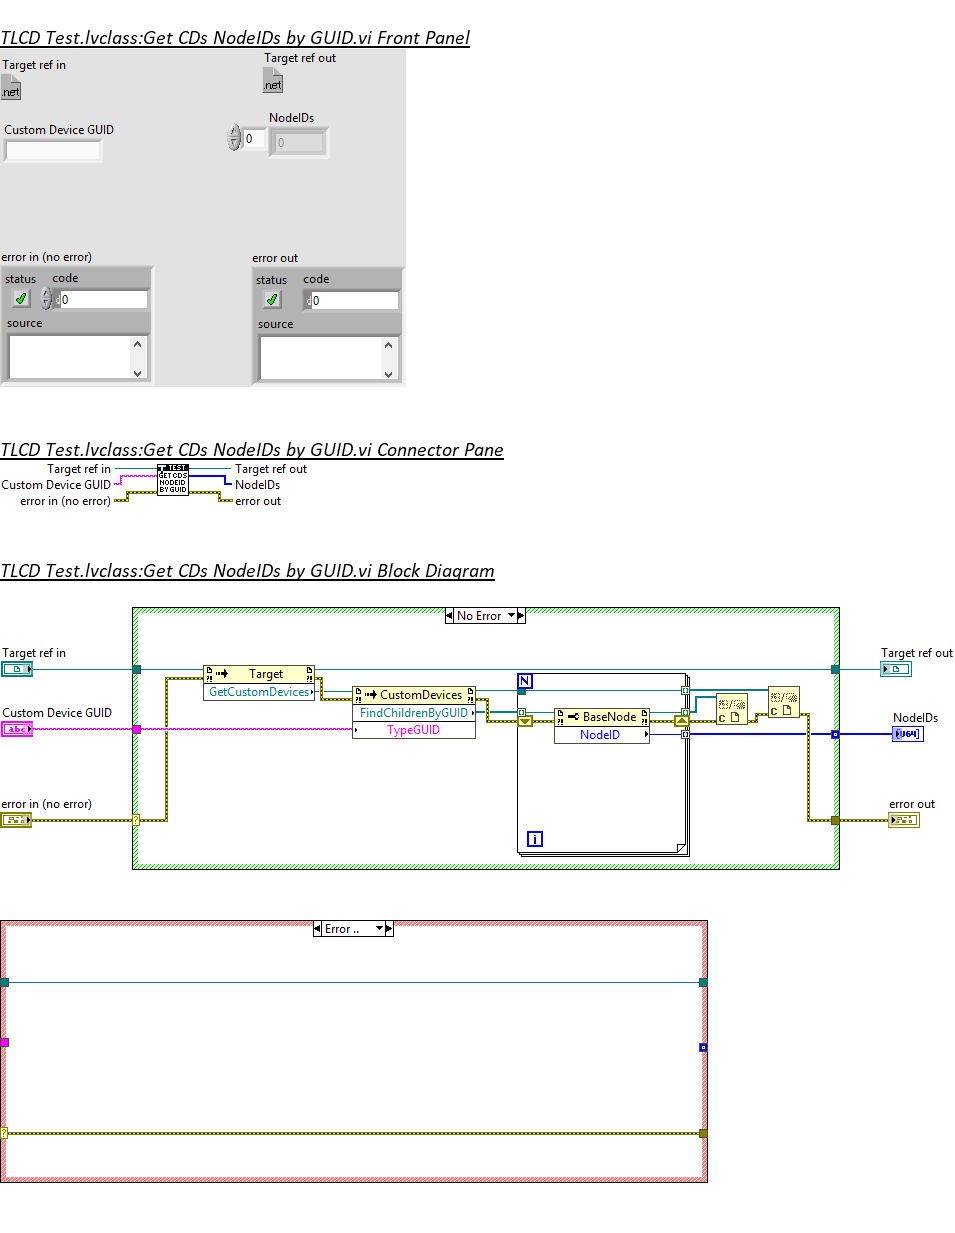 TLCD Test.lvclass:Get CDs NodeIDs by GUID.vi Front Panel
Target ref in
Target ref out
.net
.net
Custom Device GUID
NodeIDs
0
0
error in (no error)
error out
status code
status code
0
0
source
source
TLCD Test.lvclass:Get CDs NodeIDs by GUID.vi Connector Pane
Target ref in
Target ref out
Custom Device GUID
NodeIDs
error in (no error)
error out
TEST
GET CDS
NODEID
BY GUID
TLCD Test.lvclass:Get CDs NodeIDs by GUID.vi Block Diagram
No Error
Target ref in
Target ref out
Target
GetCustomDevices
N
CustomDevices
FindChildrenByGUID
TypeGUID
Custom Device GUID
abc
BaseNode
NodeID
C
C
NodeIDs
U64
error in (no error)
error out
?
i
Error ..
?